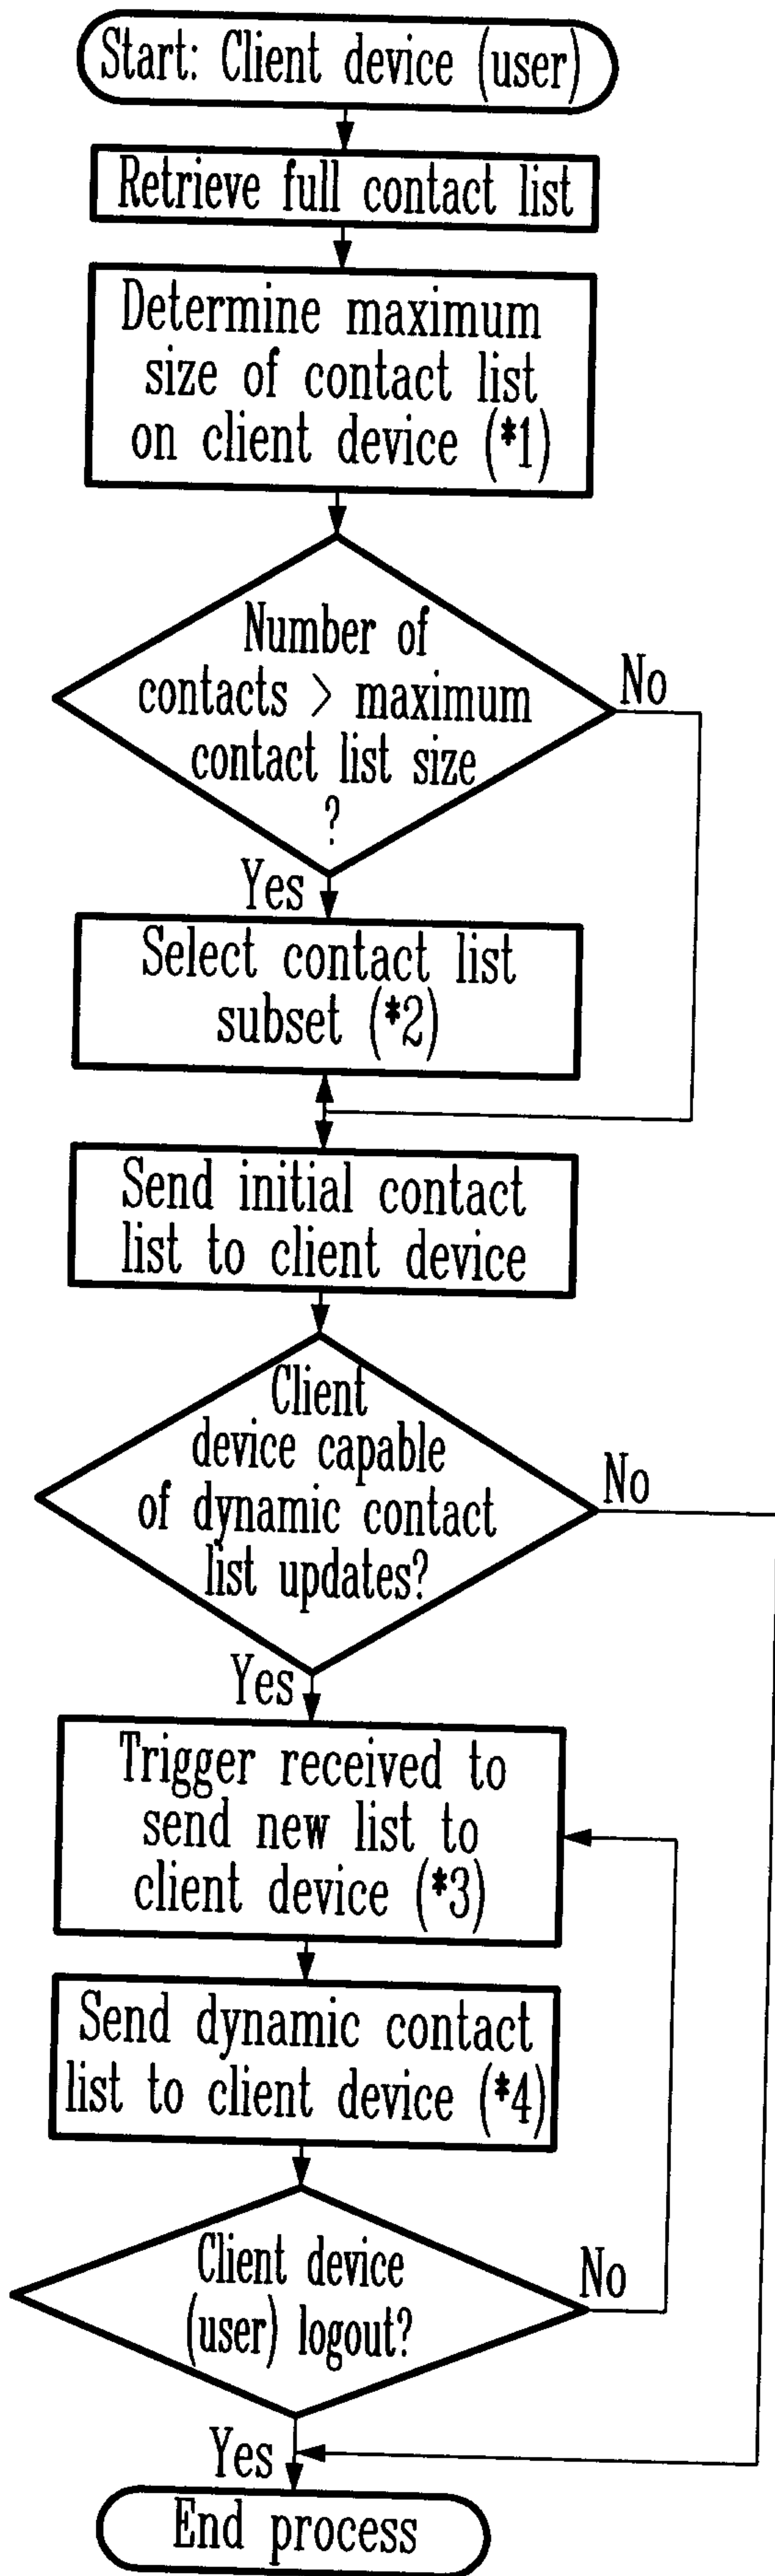 Start: Client device (user)
Retrieve full contact list
Determine maximum
size of contact list
on client device (*1)
Number of
contacts > maximum
contact list size
?
No
Yes
Select contact list
subset (*2)
Send initial contact
list to client device
Client
device capable
of dynamic contact
list updates?
No
Yes
Trigger received to
send new list to
client device (*3)
Send dynamic contact
list to client device (*4)
Client device
(user) logout?
No
Yes
End process